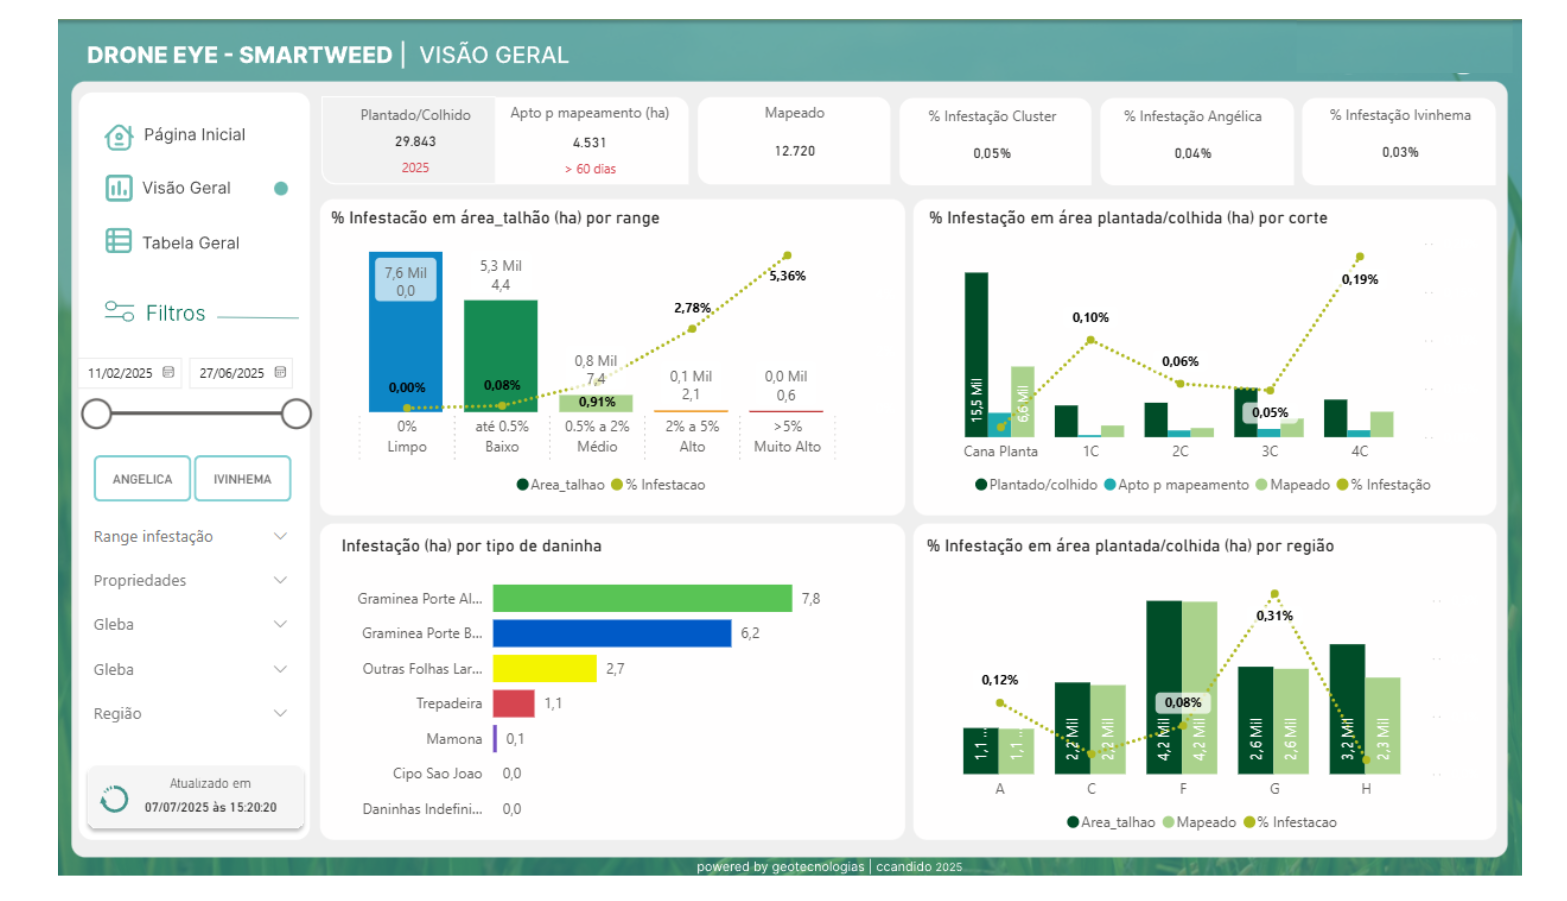 DRONE EYE - SMARTWEED | VISÃO GERAL
Página Inicial
Visão Geral
Tabela Geral
Filtros
11/02/2025
27/06/2025
ANGELICA
IVINHEMA
Range infestação
Propriedades
Gleba
Gleba
Região
Atualizado em
07/07/2025 às 15:20:20
Plantado/Colhido
29.843
2025
Apto p mapeamento (ha)
4.531
> 60 dias
Mapeado
12.720
% Infestação Cluster
0,05%
% Infestação Angélica
0,04%
% Infestação Ivinhema
0,03%
% Infestacão em área_talhão (ha) por range
7,6 Mil
0,0
5,3 Mil
4,4
0,8 Mil
7,4
0,1 Mil
2,1
0,0 Mil
0,6
0,00%
0,08%
0,91%
2,78%
5,36%
0%
Limpo
até 0.5%
Baixo
0.5% a 2%
Médio
2% a 5%
Alto
>5%
Muito Alto
Area_talhao
% Infestacao
% Infestação em área plantada/colhida (ha) por corte
15,5 Mil
6,6 Mil
0,10%
0,06%
0,05%
0,19%
Cana Planta
1C
2C
3C
4C
Plantado/colhido
Apto p mapeamento
Mapeado
% Infestação
Infestação (ha) por tipo de daninha
Graminea Porte Al... 7,8
Graminea Porte B... 6,2
Outras Folhas Lar... 2,7
Trepadeira 1,1
Mamona 0,1
Cipo Sao Joao 0,0
Daninhas Indefini... 0,0
% Infestação em área plantada/colhida (ha) por região
0,12%
0,08%
0,31%
1,1 ...
1,1 ...
2,2 Mil
2,2 Mil
4,2 Mil
4,2 Mil
2,6 Mil
2,6 Mil
3,2 Mil
2,3 Mil
A
C
F
G
H
Area_talhao
Mapeado
% Infestacao
powered by geotecnologias | ccandido 2025